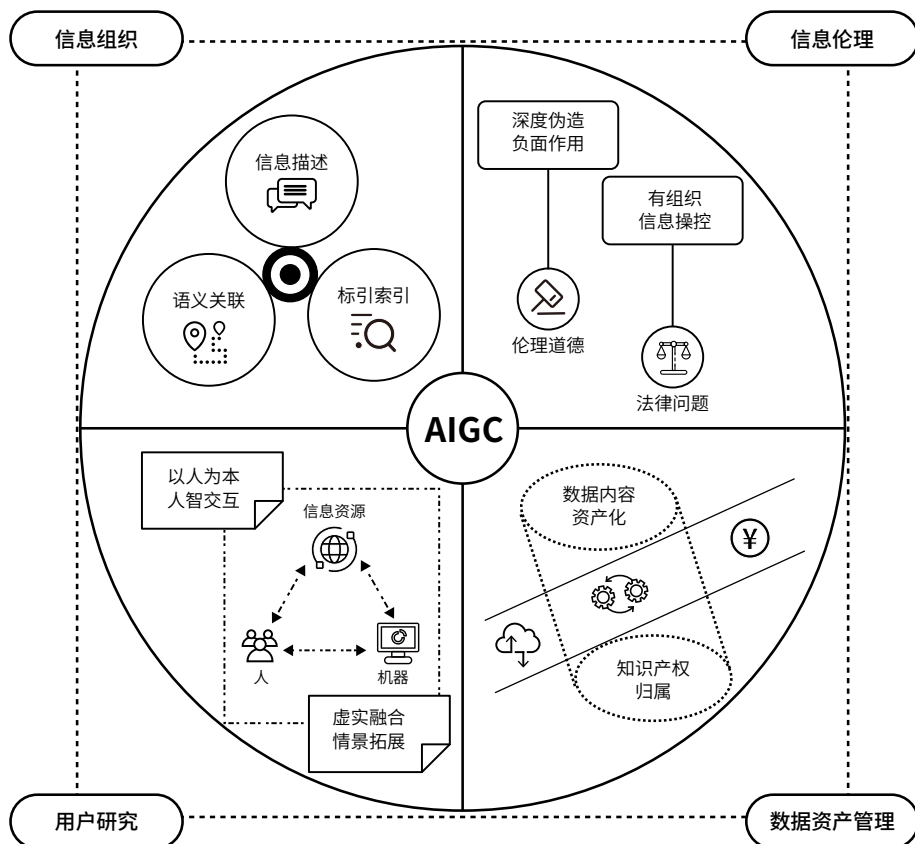 信息组织
信息伦理
信息描述
语义关联
标引索引
深度伪造
负面作用
有组织
信息操控
伦理道德
法律问题
AIGC
以人为本
人智交互
信息资源
人
机器
虚实融合
情景拓展
数据内容
资产化
¥
知识产权
归属
用户研究
数据资产管理